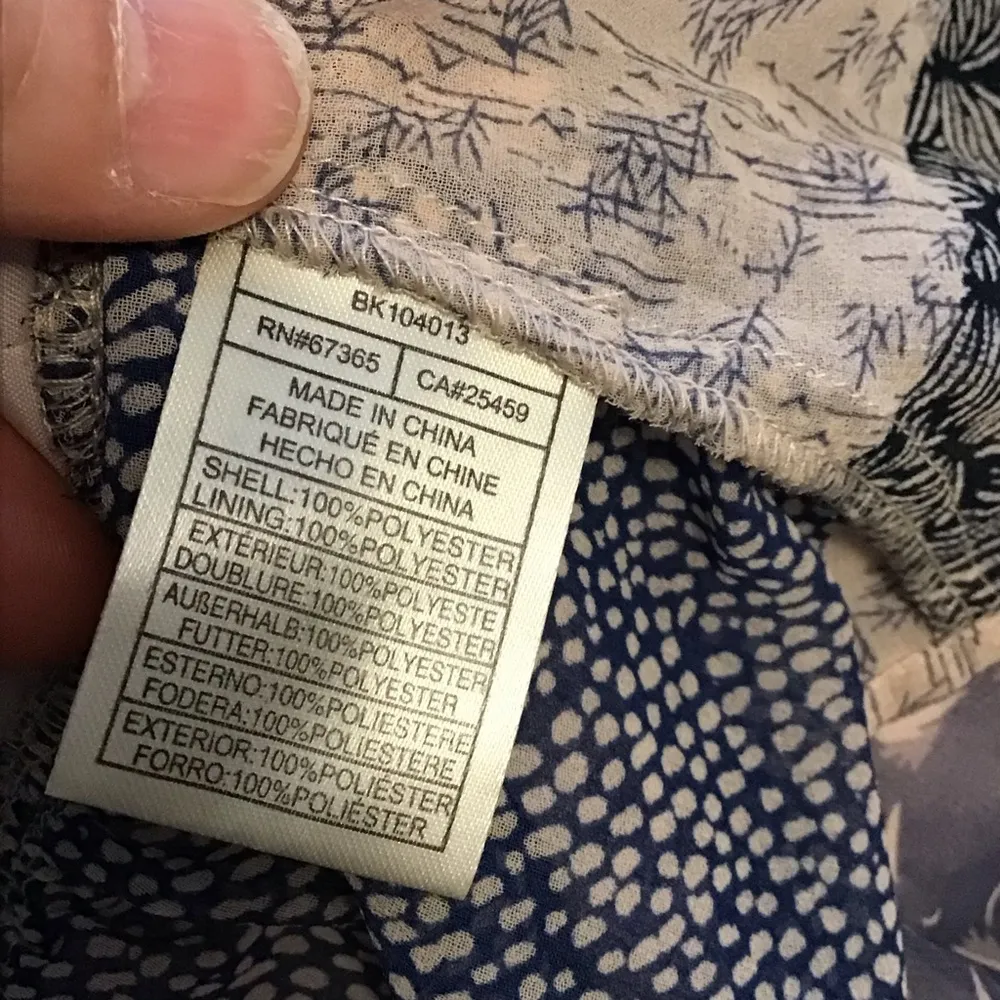 BK104013
RN#67365 CA#25459
MADE IN CHINA
FABRIQUÉ EN CHINE
HECHO EN CHINA
SHELL:100%POLYESTER
LINING:100%POLYESTER
EXTÉRIEUR:100%POLYESTE
DOUBLURE:100%POLYESTER
AUßERHALB:100%POLYESTER
FUTTER:100%POLYESTER
ESTERNO:100%POLIESTERE
FODERA:100%POLIESTERE
EXTERIOR:100%POLIÉSTER
FORRO:100%POLIÉSTER